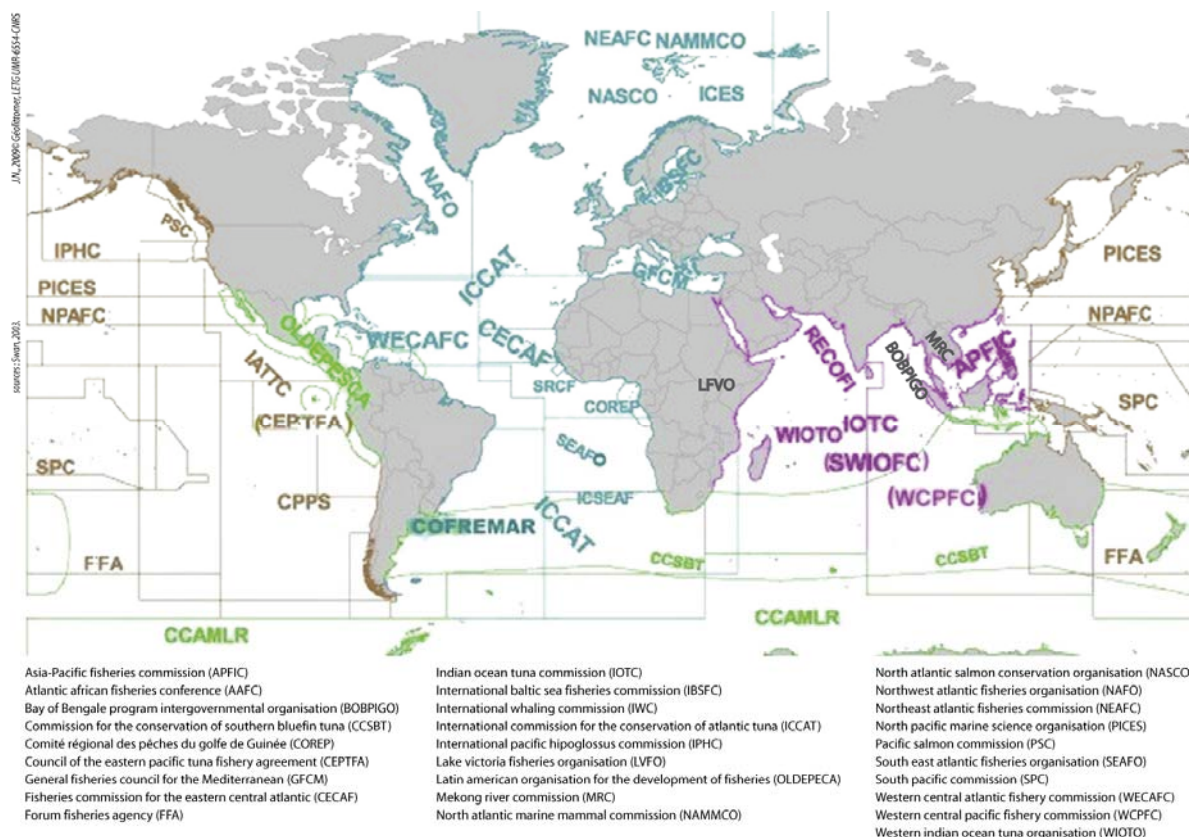 J.N., 2009© Géolittomer, LETG UMR-6554-CNRS
sources : Swan, 2003.
NEAFC NAMMCO
NASCO ICES
NAFO
IBSFC
PSC
IPHC
PICES
PICES
GFCM
ICCAT
NPAFC
NPAFC
OLDEPESCA
WECAFC
CECAF
RECOFI
BOBPIGO
MRC
APFIC
IATTC
SRCF
LFVO
COREP
(CEPTFA)
SPC
WIOTO IOTC
SEAFO
SPC
(SWIOFC)
CPPS
ICSEAF
(WCPFC)
COFREMAR
ICCAT
FFA
CCSBT
CCSBT
FFA
CCAMLR
CCAMLR
Asia-Pacific fisheries commission (APFIC)
Atlantic african fisheries conference (AAFC)
Bay of Bengale program intergovernmental organisation (BOBPIGO)
Commission for the conservation of southern bluefin tuna (CCSBT)
Comité régional des pêches du golfe de Guinée (COREP)
Council of the eastern pacific tuna fishery agreement (CEPTFA)
General fisheries council for the Mediterranean (GFCM)
Fisheries commission for the eastern central atlantic (CECAF)
Forum fisheries agency (FFA)
Indian ocean tuna commission (IOTC)
International baltic sea fisheries commission (IBSFC)
International whaling commission (IWC)
International commission for the conservation of atlantic tuna (ICCAT)
International pacific hipoglossus commission (IPHC)
Lake victoria fisheries organisation (LVFO)
Latin american organisation for the development of fisheries (OLDEPECA)
Mekong river commission (MRC)
North atlantic marine mammal commission (NAMMCO)
North atlantic salmon conservation organisation (NASCO)
Northwest atlantic fisheries organisation (NAFO)
Northeast atlantic fisheries commission (NEAFC)
North pacific marine science organisation (PICES)
Pacific salmon commission (PSC)
South east atlantic fisheries organisation (SEAFO)
South pacific commission (SPC)
Western central atlantic fishery commission (WECAFC)
Western central pacific fishery commission (WCPFC)
Western indian ocean tuna organisation (WIOTO)